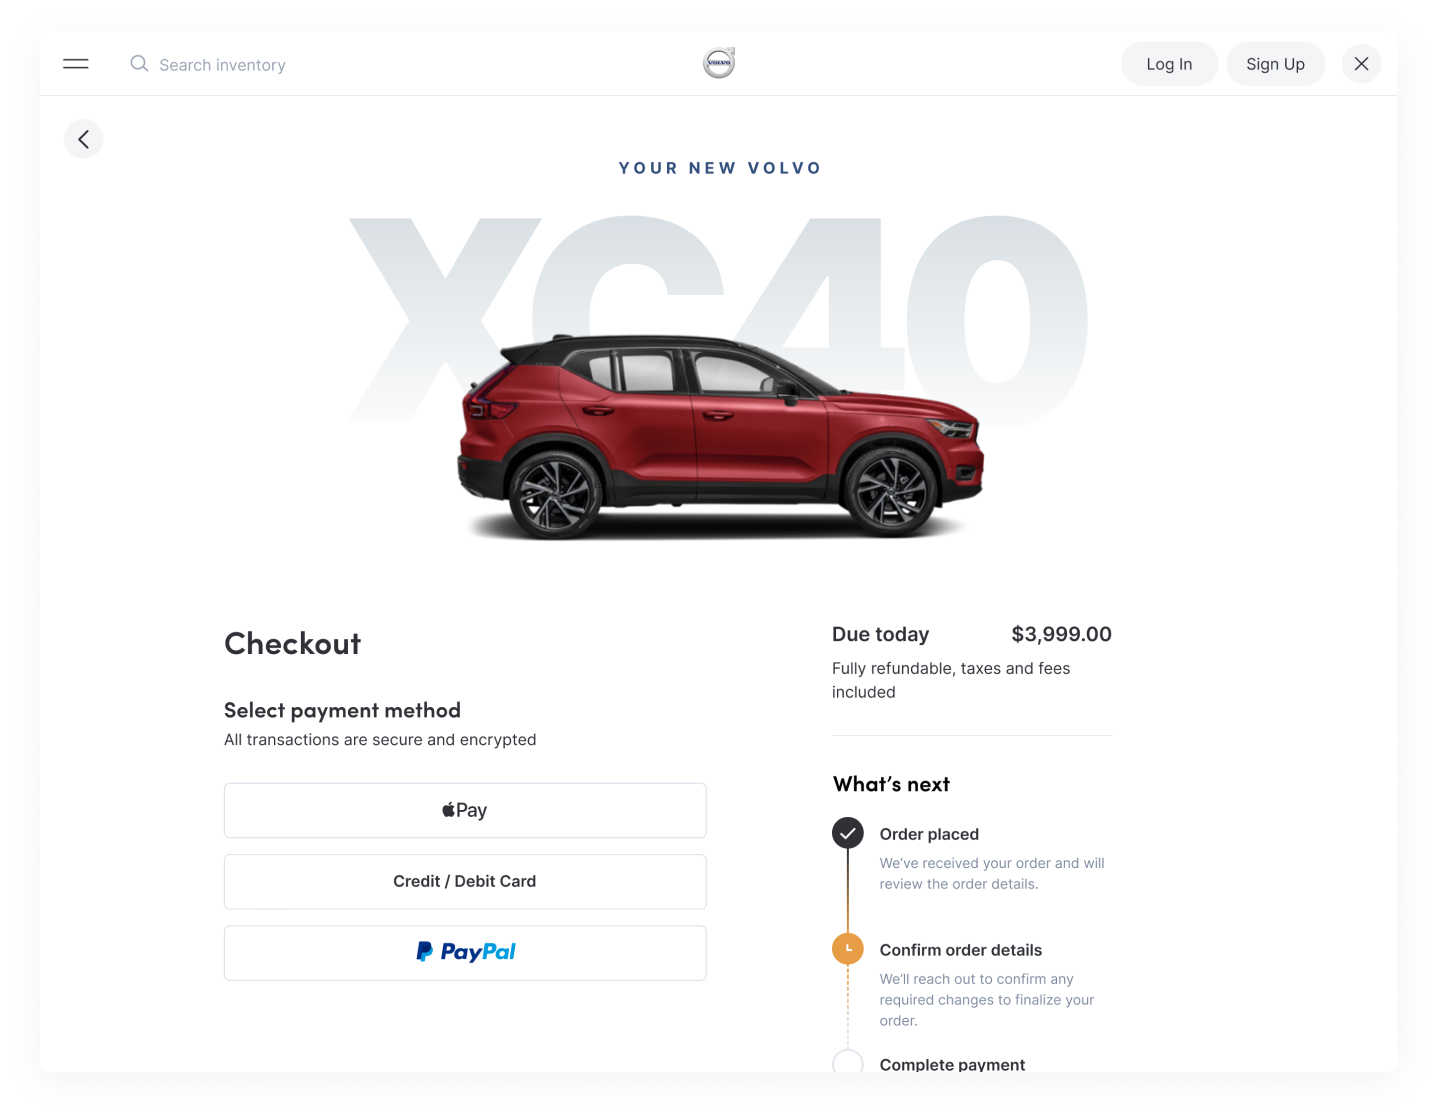 Search inventory
VOLVO
Log In
Sign Up
YOUR NEW VOLVO
XC40
Checkout
Select payment method
All transactions are secure and encrypted
Pay
Credit / Debit Card
PayPal
Due today
$3,999.00
Fully refundable, taxes and fees
included
What’s next
Order placed
We’ve received your order and will
review the order details.
Confirm order details
We’ll reach out to confirm any
required changes to finalize your
order.
Complete payment